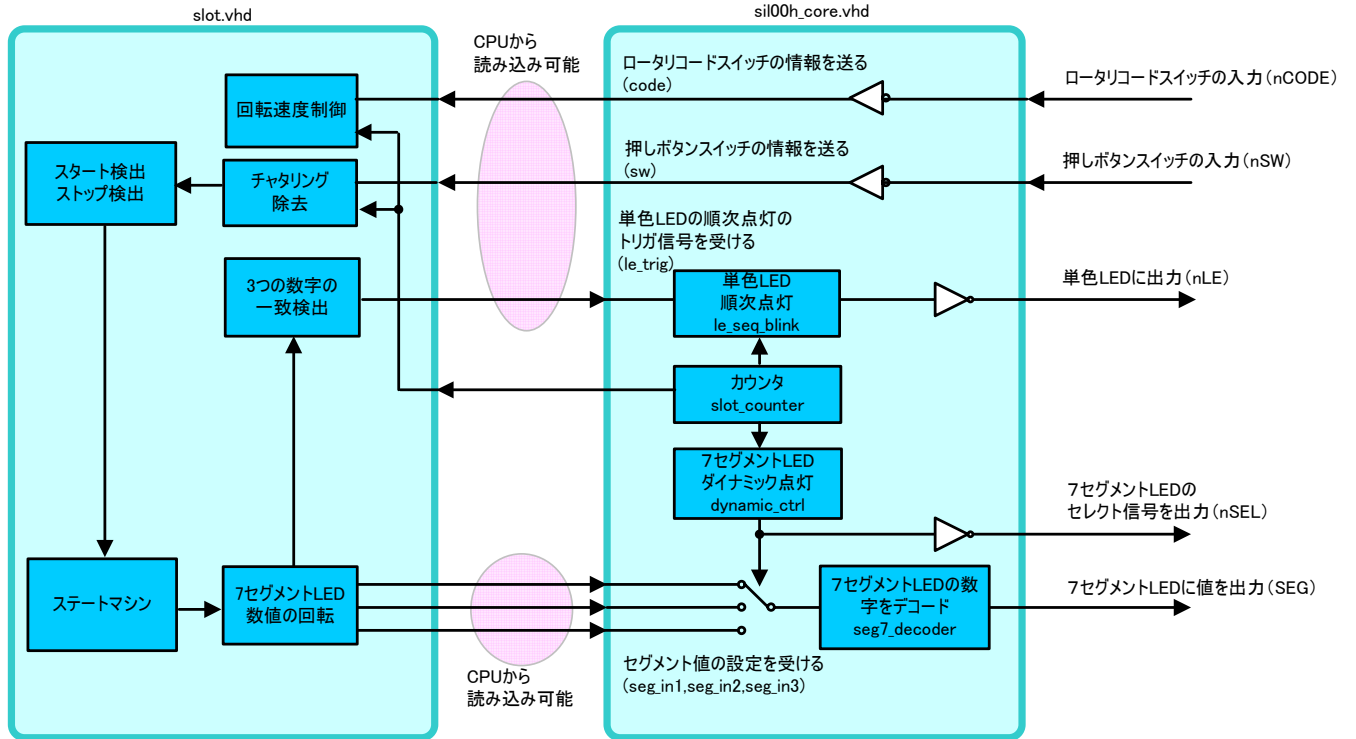 slot.vhd
sil00h_core.vhd
CPUから
読み込み可能
ロータリコードスイッチの情報を送る
(code)
ロータリコードスイッチの入力(nCODE)
回転速度制御
押しボタンスイッチの情報を送る
(sw)
押しボタンスイッチの入力(nSW)
スタート検出
ストップ検出
チャタリング
除去
単色LEDの順次点灯の
トリガ信号を受ける
(le_trig)
3つの数字の
一致検出
単色LED
順次点灯
le_seq_blink
単色LEDに出力(nLE)
カウンタ
slot_counter
7セグメントLED
ダイナミック点灯
dynamic_ctrl
7セグメントLEDの
セレクト信号を出力(nSEL)
ステートマシン
7セグメントLED
数値の回転
7セグメントLEDの数
字をデコード
seg7_decoder
7セグメントLEDに値を出力(SEG)
CPUから
読み込み可能
セグメント値の設定を受ける
(seg_in1,seg_in2,seg_in3)